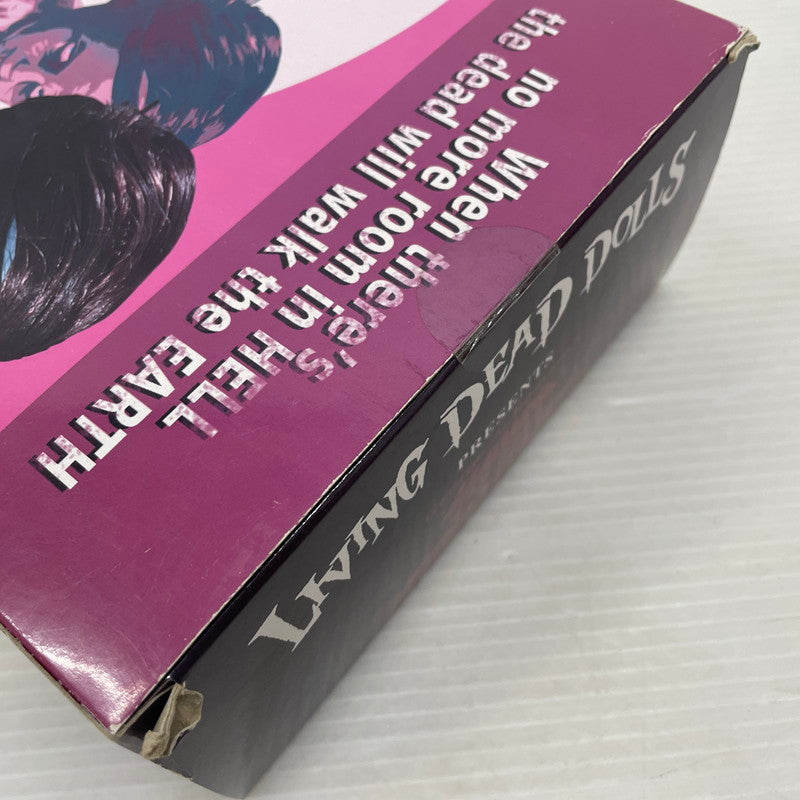 When there's
no more room in HELL
the dead will walk the EARTH
LIVING DEAD DOLLS
PRESENTS